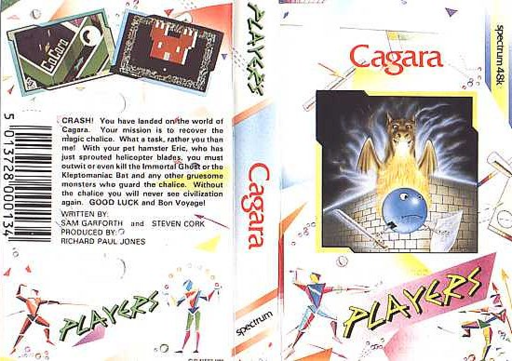 CaGara
CRASH! You have landed on the world of
Cagara. Your mission is to recover the
magic chalice. What a task, rather you than
me! With your pet hamster Eric, who has
just sprouted helicopter blades, you must
outwit or even kill the Immortal Ghost or the
Kleptomaniac Bat and any other gruesome
monsters who guard the chalice. Without
the chalice you will never see civilization
again. GOOD LUCK and Bon Voyage!
WRITTEN BY:
SAM GARFORTH and STEVEN CORK
PRODUCED BY:
RICHARD PAUL JONES
5 013728 000134
PLAYERS
PLAYERS
Cagara
spectrum
Cagara
spectrum 48k
PLAYERS